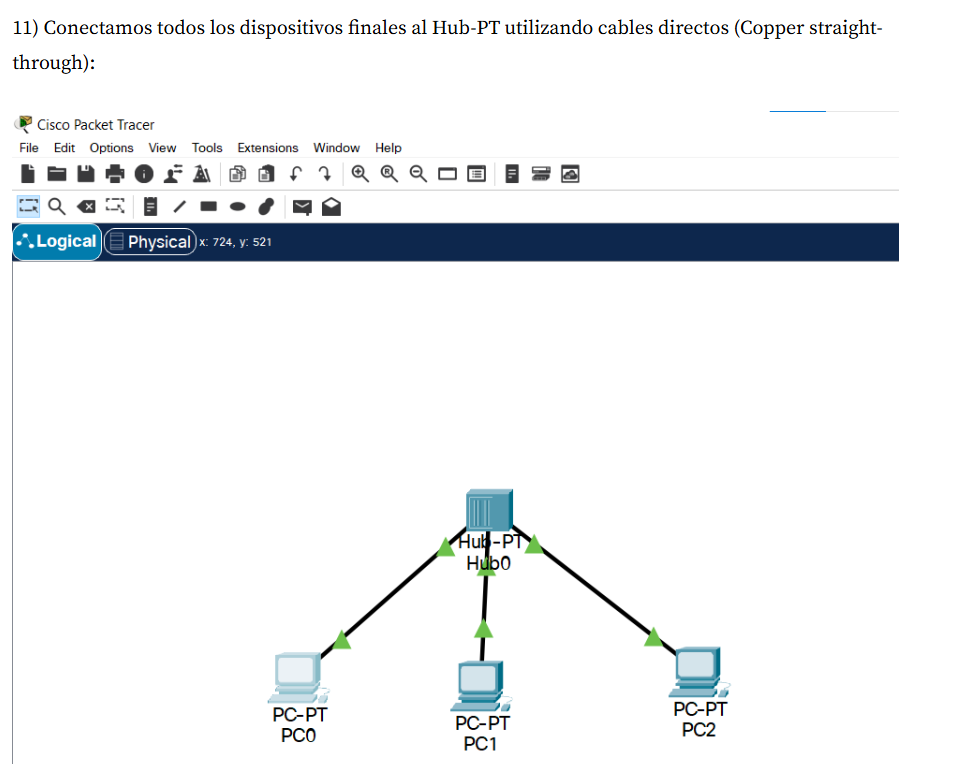 11) Conectamos todos los dispositivos finales al Hub-PT utilizando cables directos (Copper straight-
through):
Cisco Packet Tracer
File Edit Options View Tools Extensions Window Help
Logical Physical x: 724, y: 521
Hub-PT
Hub0
PC-PT
PC0
PC-PT
PC1
PC-PT
PC2